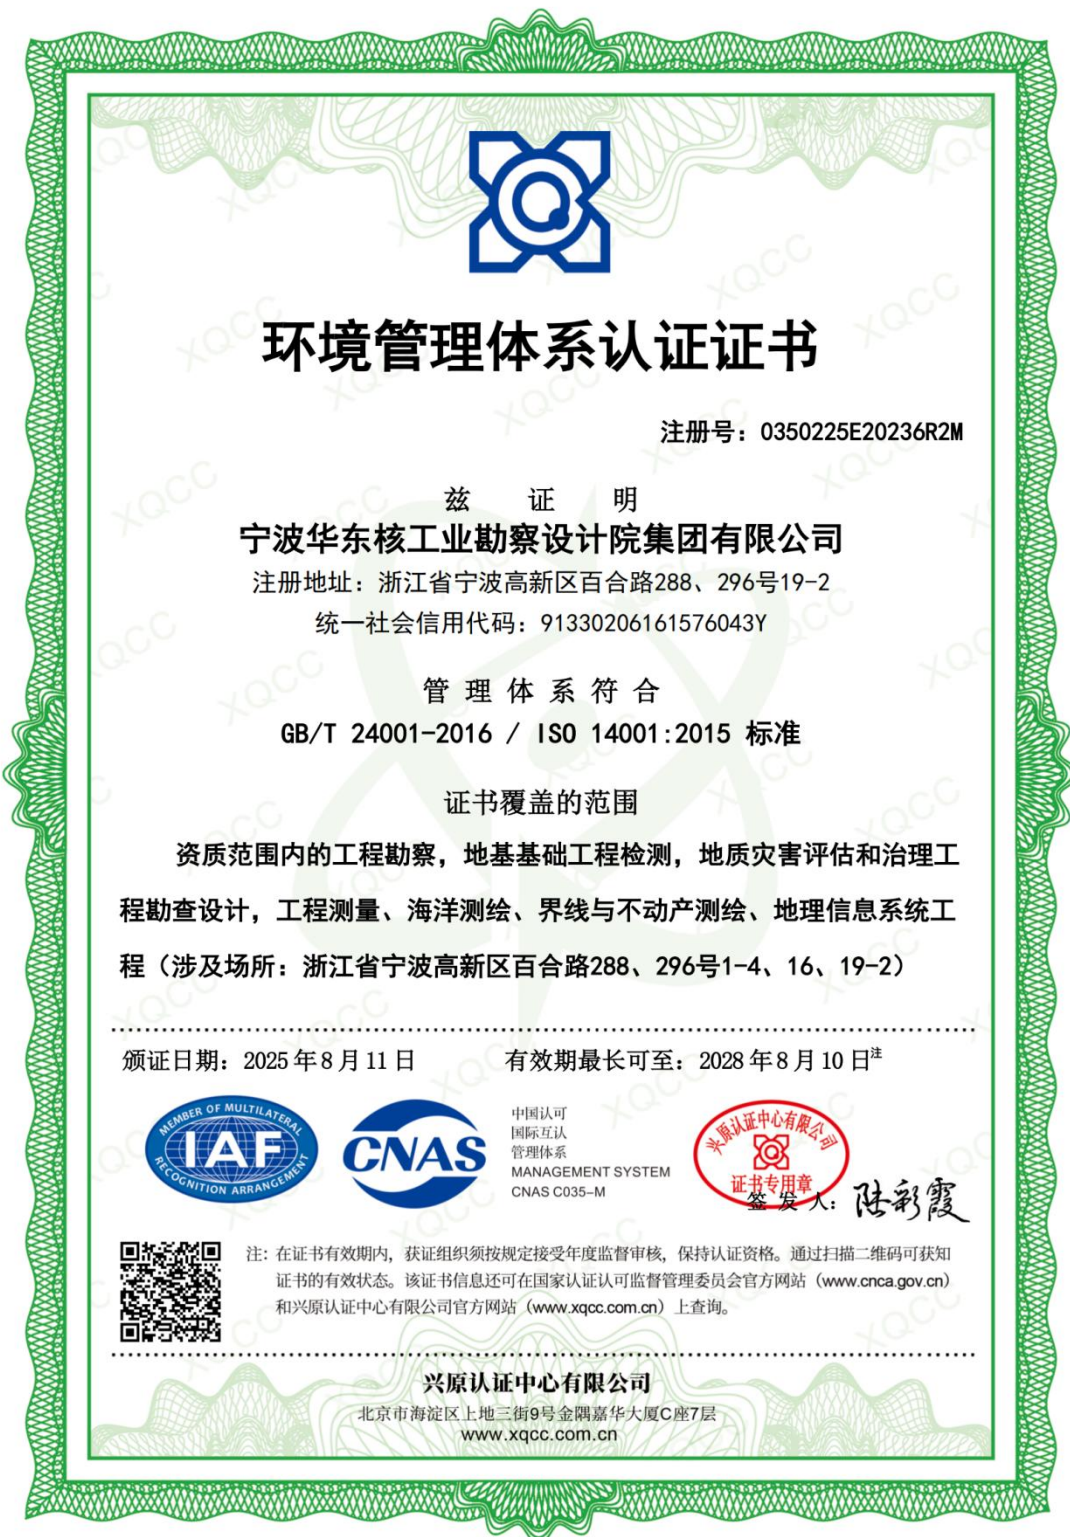 环境管理体系认证证书
注册号：0350225E20236R2M
兹 证 明
宁波华东核工业勘察设计院集团有限公司
注册地址：浙江省宁波高新区百合路288、296号19-2
统一社会信用代码：91330206161576043Y
管 理 体 系 符 合
GB/T 24001-2016 / ISO 14001:2015 标准
证书覆盖的范围
资质范围内的工程勘察，地基基础工程检测，地质灾害评估和治理工
程勘查设计，工程测量、海洋测绘、界线与不动产测绘、地理信息系统工
程（涉及场所：浙江省宁波高新区百合路288、296号1-4、16、19-2）
颁证日期：2025年8月11日 有效期最长可至：2028年8月10日注
MEMBER OF MULTILATERAL
IAF
RECOGNITION ARRANGEMENT
CNAS
中国认可
国际互认
管理体系
MANAGEMENT SYSTEM
CNAS C035-M
兴原认证中心有限公司
证书专用章
签 发 人：陆彩霞
注：在证书有效期内，获证组织须按规定接受年度监督审核，保持认证资格。通过扫描二维码可获知
证书的有效状态。该证书信息还可在国家认证认可监督管理委员会官方网站（www.cnca.gov.cn）
和兴原认证中心有限公司官方网站（www.xqcc.com.cn）上查询。
兴原认证中心有限公司
北京市海淀区上地三街9号金隅嘉华大厦C座7层
www.xqcc.com.cn